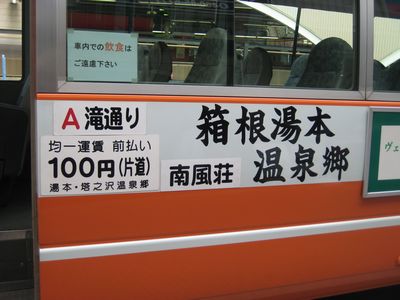 車内での飲食は
ご遠慮下さい
A 滝通り
均一運賃 前払い
100円(片道)
湯本・塔之沢温泉郷
南風荘
箱根湯本
温泉郷
ヴェ